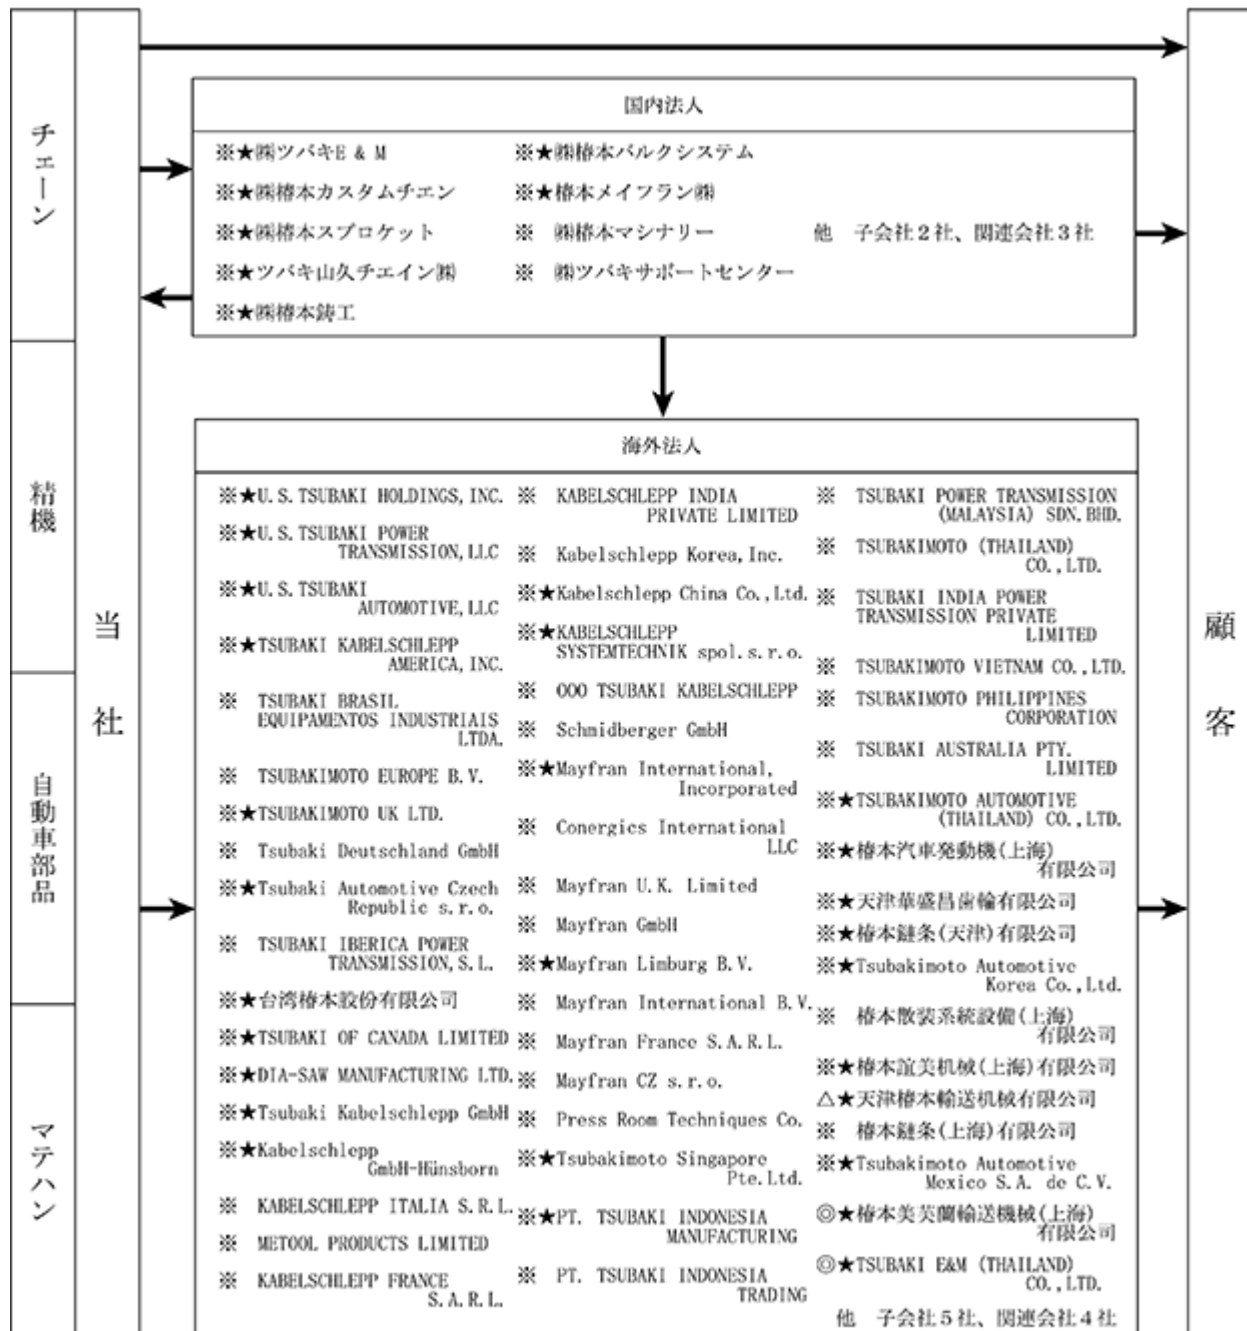 チェーン
精機
自動車部品
マテハン
当社
顧客
国内法人
※★㈱ツバキE & M
※★㈱椿本カスタムチエン
※★㈱椿本スプロケット
※★ツバキ山久チエイン㈱
※★㈱椿本鋳工
※★㈱椿本バルクシステム
※★椿本メイフラン㈱
※ ㈱椿本マシナリー
※ ㈱ツバキサポートセンター
他 子会社2社、関連会社3社
海外法人
※★U.S.TSUBAKI HOLDINGS,INC.
※★U.S.TSUBAKI POWER
TRANSMISSION,LLC
※★U.S.TSUBAKI
AUTOMOTIVE,LLC
※★TSUBAKI KABELSCHLEPP
AMERICA,INC.
※ TSUBAKI BRASIL
EQUIPAMENTOS INDUSTRIAIS
LTDA.
※ TSUBAKIMOTO EUROPE B.V.
※★TSUBAKIMOTO UK LTD.
※ Tsubaki Deutschland GmbH
※★Tsubaki Automotive Czech
Republic s.r.o.
※ TSUBAKI IBERICA POWER
TRANSMISSION,S.L.
※★台湾椿本股份有限公司
※★TSUBAKI OF CANADA LIMITED
※★DIA-SAW MANUFACTURING LTD.
※★Tsubaki Kabelschlepp GmbH
※★Kabelschlepp
GmbH-Hünsborn
※ KABELSCHLEPP ITALIA S.R.L.
※ METOOL PRODUCTS LIMITED
※ KABELSCHLEPP FRANCE
S.A.R.L.
※ KABELSCHLEPP INDIA
PRIVATE LIMITED
※ Kabelschlepp Korea,Inc.
※★Kabelschlepp China Co.,Ltd.
※★KABELSCHLEPP
SYSTEMTECHNIK spol.s.r.o.
※ OOO TSUBAKI KABELSCHLEPP
※ Schmidberger GmbH
※★Mayfran International,
Incorporated
※ Conergics International
LLC
※ Mayfran U.K. Limited
※ Mayfran GmbH
※★Mayfran Limburg B.V.
※ Mayfran International B.V.
※ Mayfran France S.A.R.L.
※ Mayfran CZ s.r.o.
※ Press Room Techniques Co.
※★Tsubakimoto Singapore
Pte.Ltd.
※★PT. TSUBAKI INDONESIA
MANUFACTURING
※ PT. TSUBAKI INDONESIA
TRADING
※ TSUBAKI POWER TRANSMISSION
(MALAYSIA) SDN.BHD.
※ TSUBAKIMOTO (THAILAND)
CO.,LTD.
※ TSUBAKI INDIA POWER
TRANSMISSION PRIVATE
LIMITED
※ TSUBAKIMOTO VIETNAM CO.,LTD.
※ TSUBAKIMOTO PHILIPPINES
CORPORATION
※ TSUBAKI AUSTRALIA PTY.
LIMITED
※★TSUBAKIMOTO AUTOMOTIVE
(THAILAND) CO.,LTD.
※★椿本汽車発動機(上海)
有限公司
※★天津華盛昌歯輪有限公司
※★椿本鏈条(天津)有限公司
※★Tsubakimoto Automotive
Korea Co.,Ltd.
※ 椿本散装系統設備(上海)
有限公司
※★椿本誼美机械(上海)有限公司
△★天津椿本輸送机械有限公司
※ 椿本鏈条(上海)有限公司
※★Tsubakimoto Automotive
Mexico S.A. de C.V.
◎★椿本美芙蘭輸送機械(上海)
有限公司
◎★TSUBAKI E&M (THAILAND)
CO.,LTD.
他 子会社5社、関連会社4社